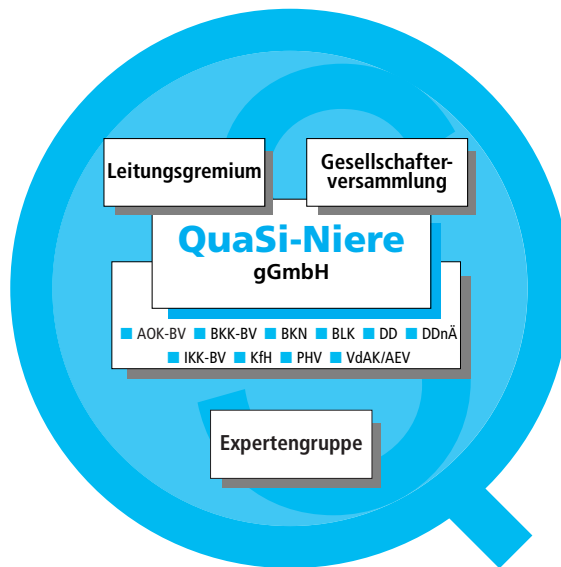 Leitungsgremium
Gesellschafter-
versammlung
QuaSi-Niere
gGmbH
AOK-BV BKK-BV BKN BLK DD DDnÄ
IKK-BV KfH PHV VdAK/AEV
Expertengruppe